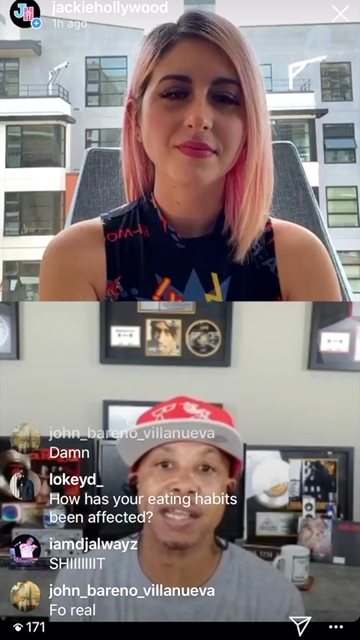 jackiehollywood
1h ago
john_bareno_villanueva
Damn
lokeyd_
How has your eating habits
been affected?
iamdjalwayz
SHIIIIIIIT
john_bareno_villanueva
Fo real
171